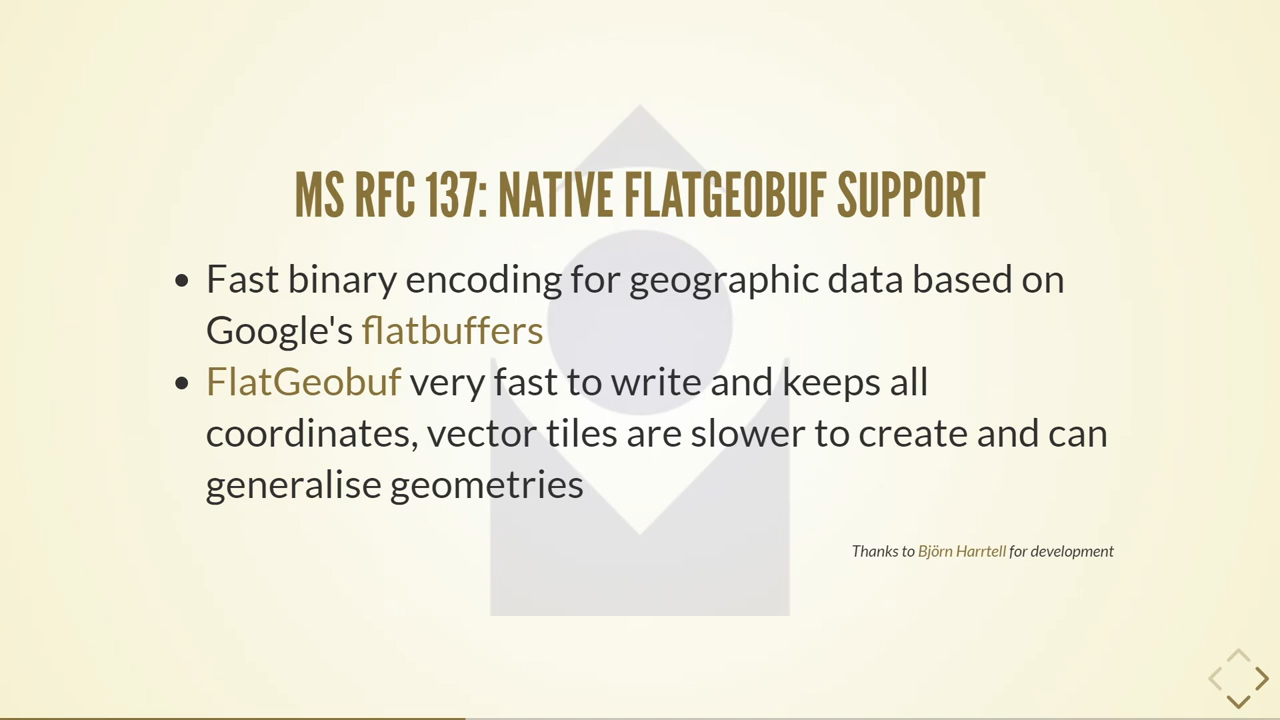 MS RFC 137: NATIVE FLATGEOBUF SUPPORT
• Fast binary encoding for geographic data based on
Google's flatbuffers
• FlatGeobuf very fast to write and keeps all
coordinates, vector tiles are slower to create and can
generalise geometries
Thanks to Björn Harrtell for development